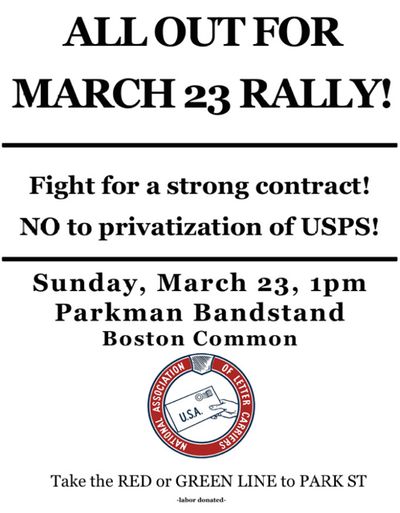 ALL OUT FOR
MARCH 23 RALLY!
Fight for a strong contract!
NO to privatization of USPS!
Sunday, March 23, 1pm
Parkman Bandstand
Boston Common
NATIONAL ASSOCIATION OF LETTER CARRIERS
U.S.A.
Take the RED or GREEN LINE to PARK ST
-labor donated-